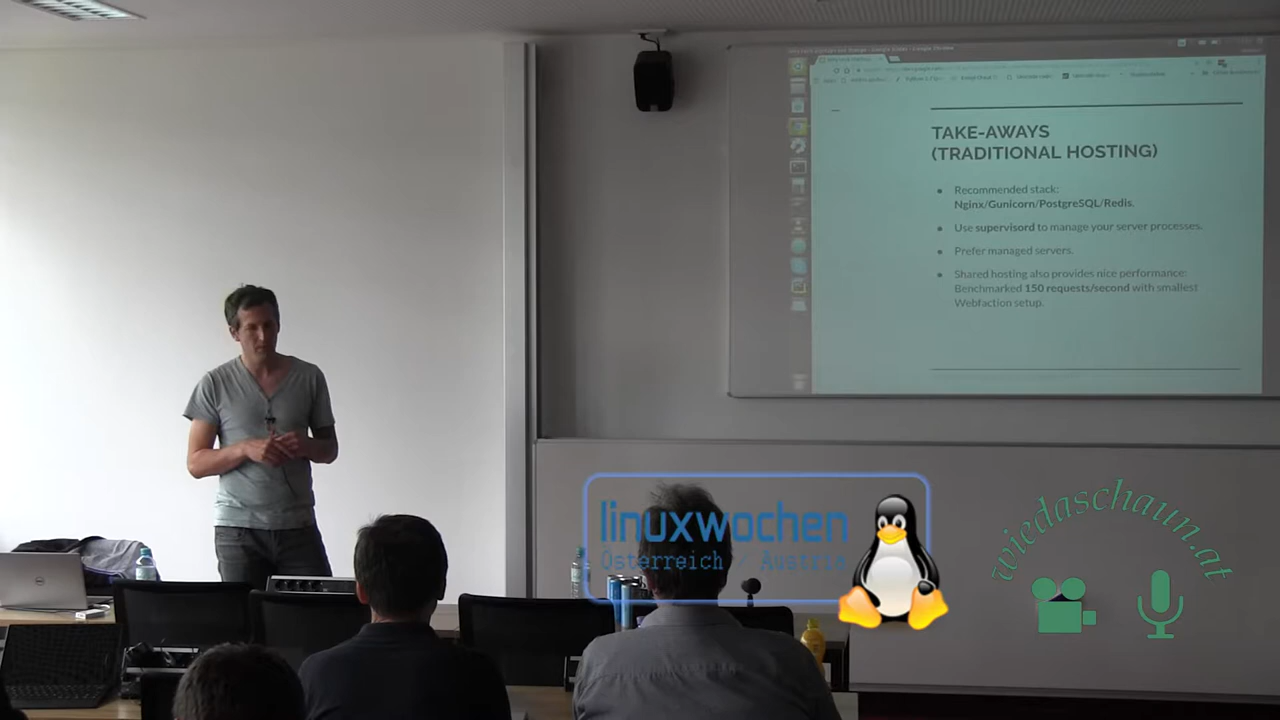 TAKE-AWAYS
(TRADITIONAL HOSTING)
Recommended stack:
Nginx/Gunicorn/PostgreSQL/Redis.
Use supervisord to manage your server processes.
Prefer managed servers.
Shared hosting also provides nice performance:
Benchmarked 150 requests/second with smallest
Webfaction setup.
linuxwochen
Österreich / Austria
wiedaschaun.at
DELL